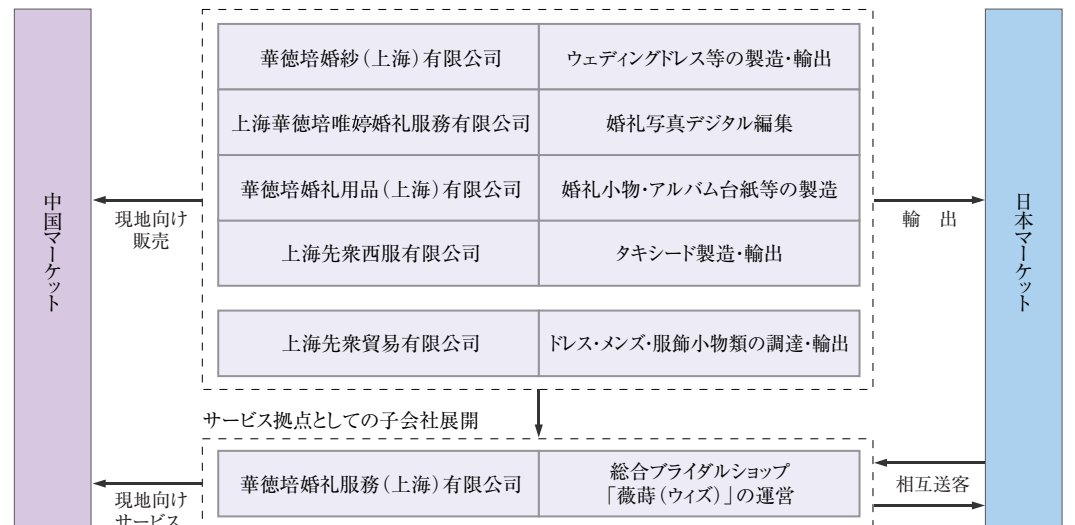 華徳培婚紗(上海)有限公司
ウェディングドレス等の製造・輸出
上海華徳培唯婷婚礼服務有限公司
婚礼写真デジタル編集
華徳培婚礼用品(上海)有限公司
婚礼小物・アルバム台紙等の製造
上海先衆西服有限公司
タキシード製造・輸出
上海先衆貿易有限公司
ドレス・メンズ・服飾小物類の調達・輸出
中国マーケット
現地向け
販売
輸 出
日本マーケット
サービス拠点としての子会社展開
華徳培婚礼服務(上海)有限公司
総合ブライダルショップ
「薇蒔(ウィズ)」の運営
現地向け
サービス
相互送客